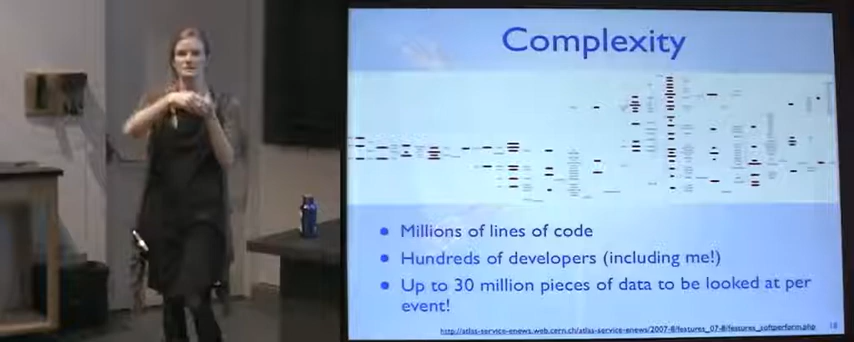 Complexity
Millions of lines of code
Hundreds of developers (including me!)
Up to 30 million pieces of data to be looked at per
event!
http://atlas-service-enews.web.cern.ch/atlas-service-enews/2007-8/features_07-8/features_softperform.php
18